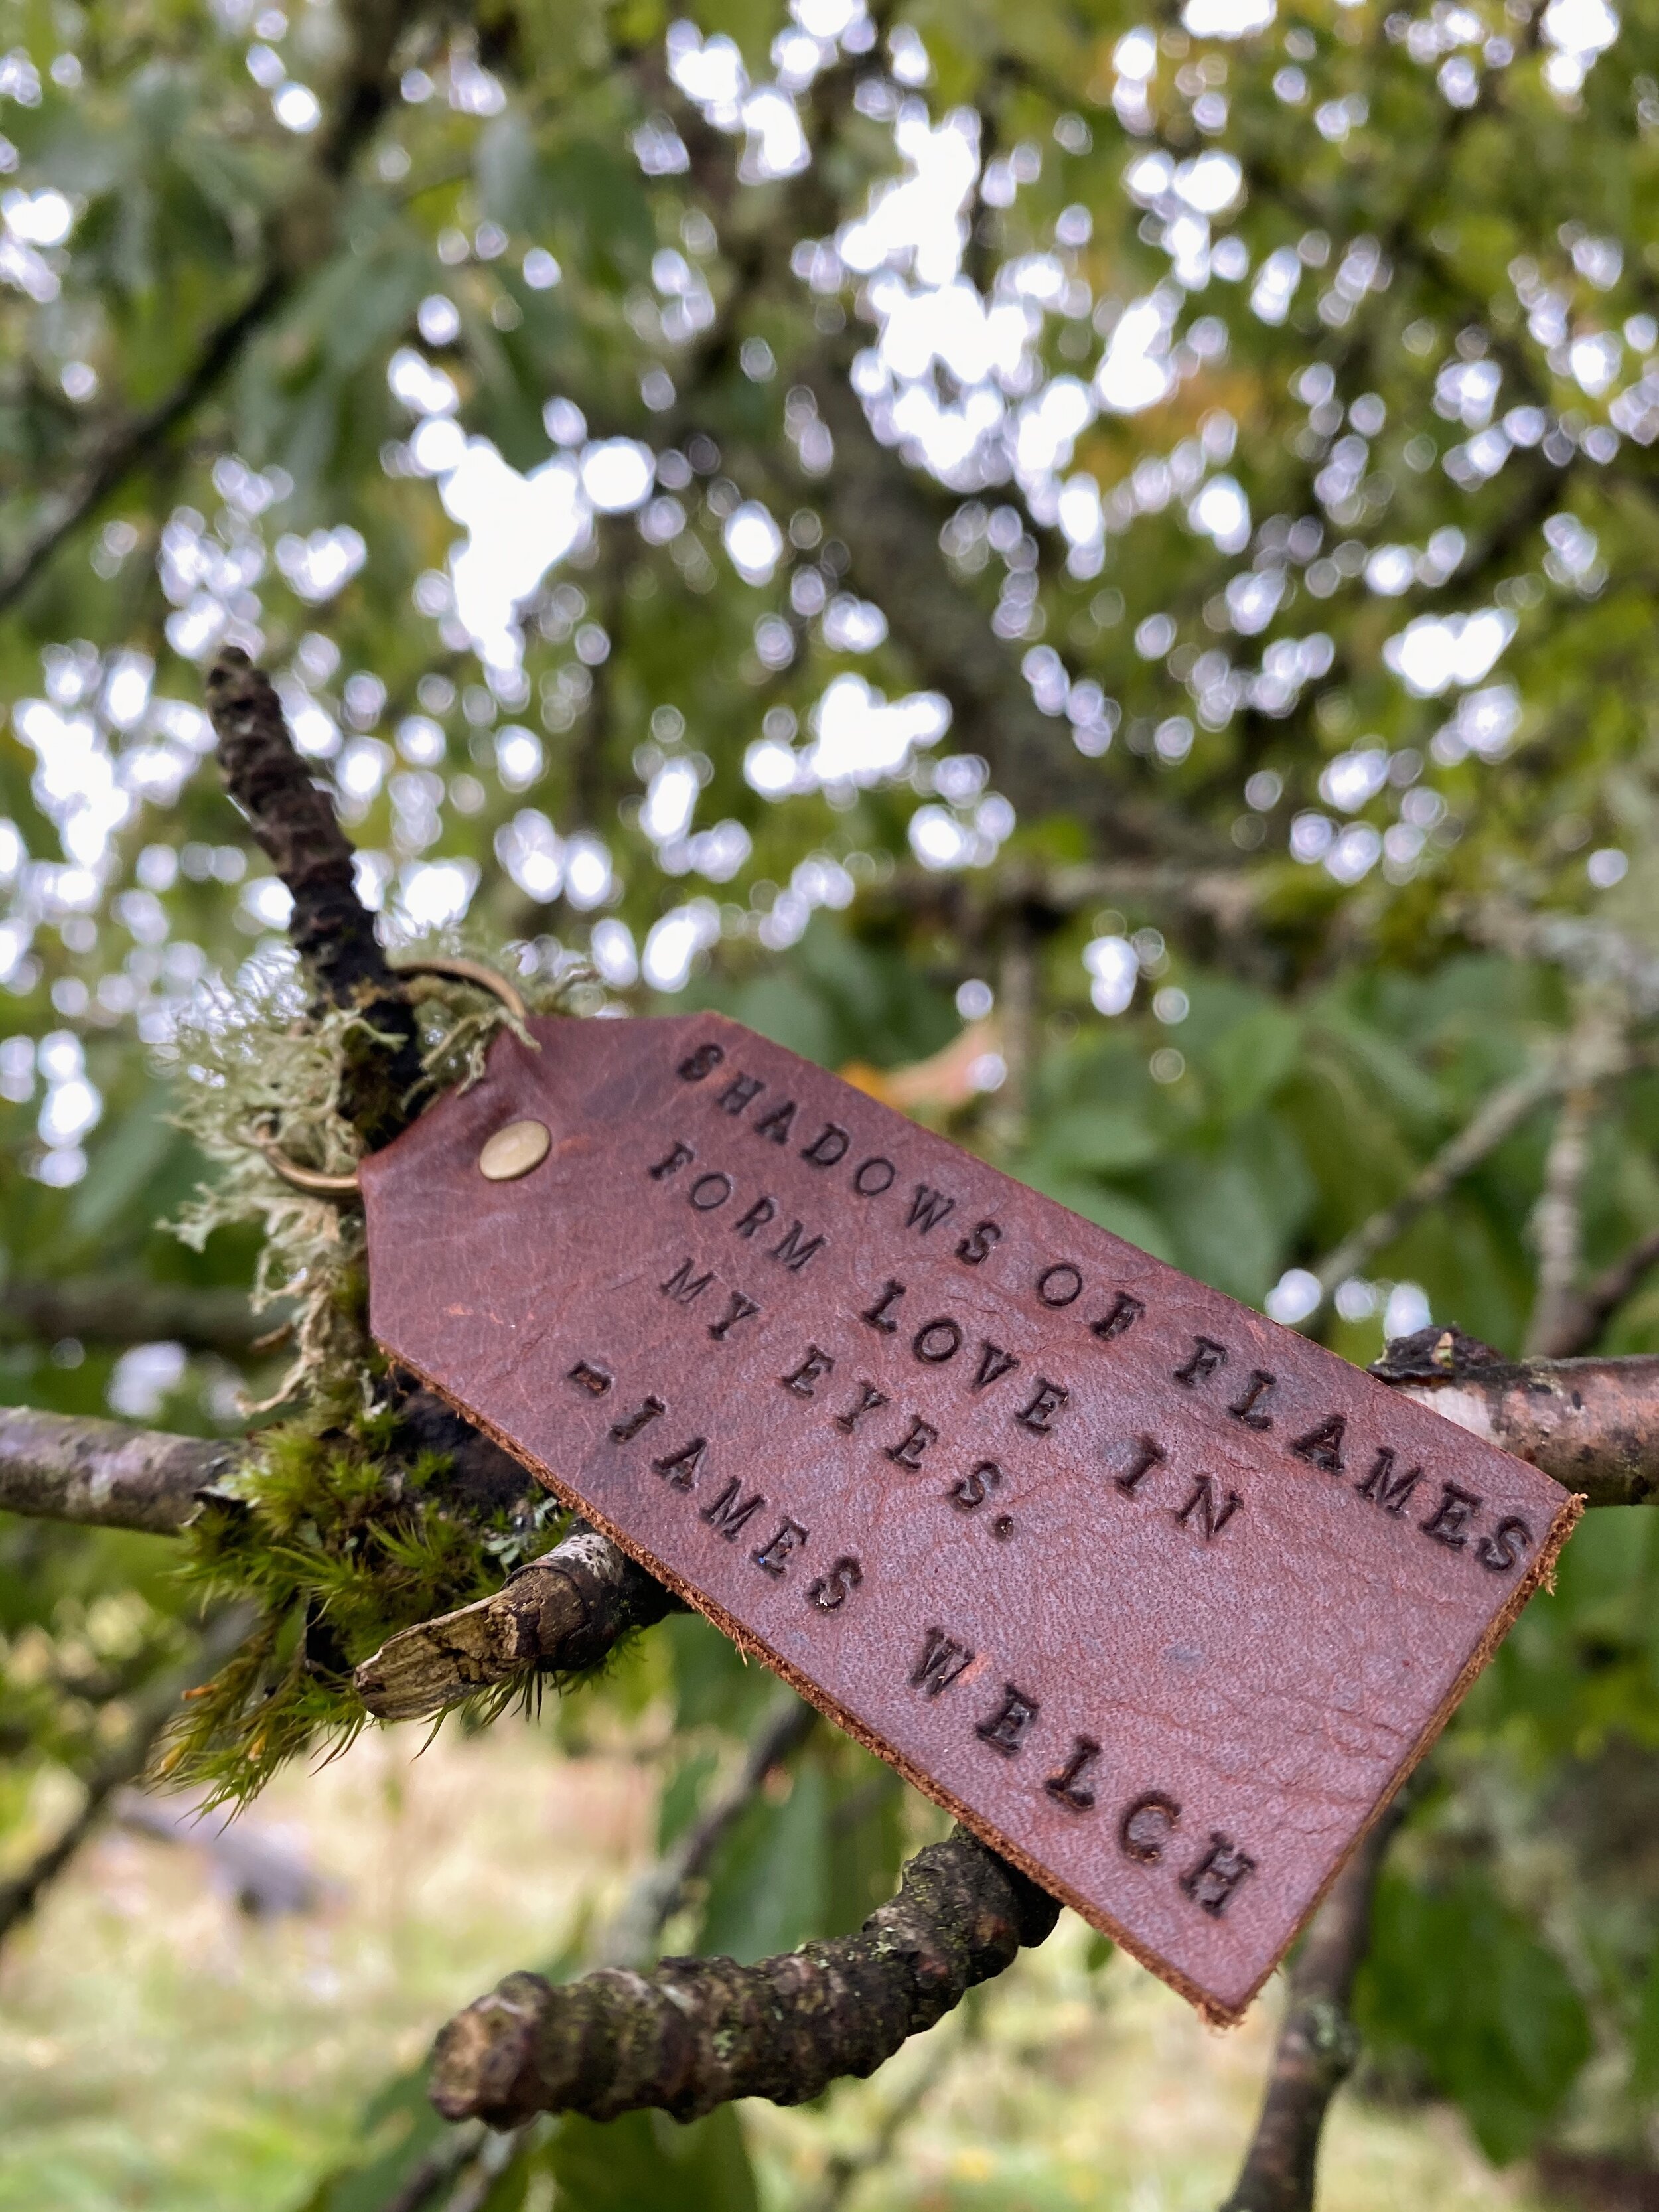 SHADOWS OF FLAMES
FORM LOVE IN
MY EYES.
-JAMES WELCH